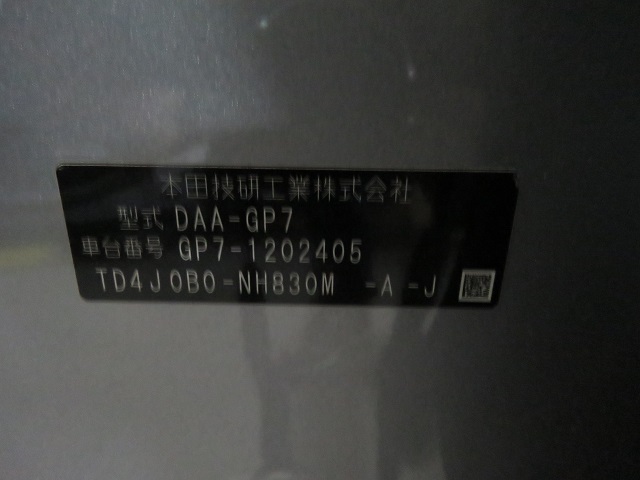 本田技研工業株式会社
型式 DAA-GP7
車台番号 GP7-1202405
TD4J0B0-NH830M -A-J